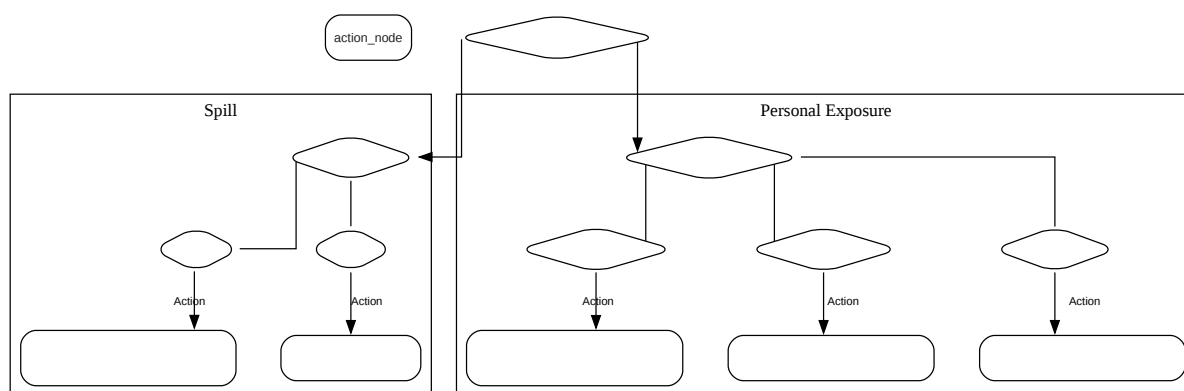 action_node
Spill
Personal Exposure
Action
Action
Action
Action
Action